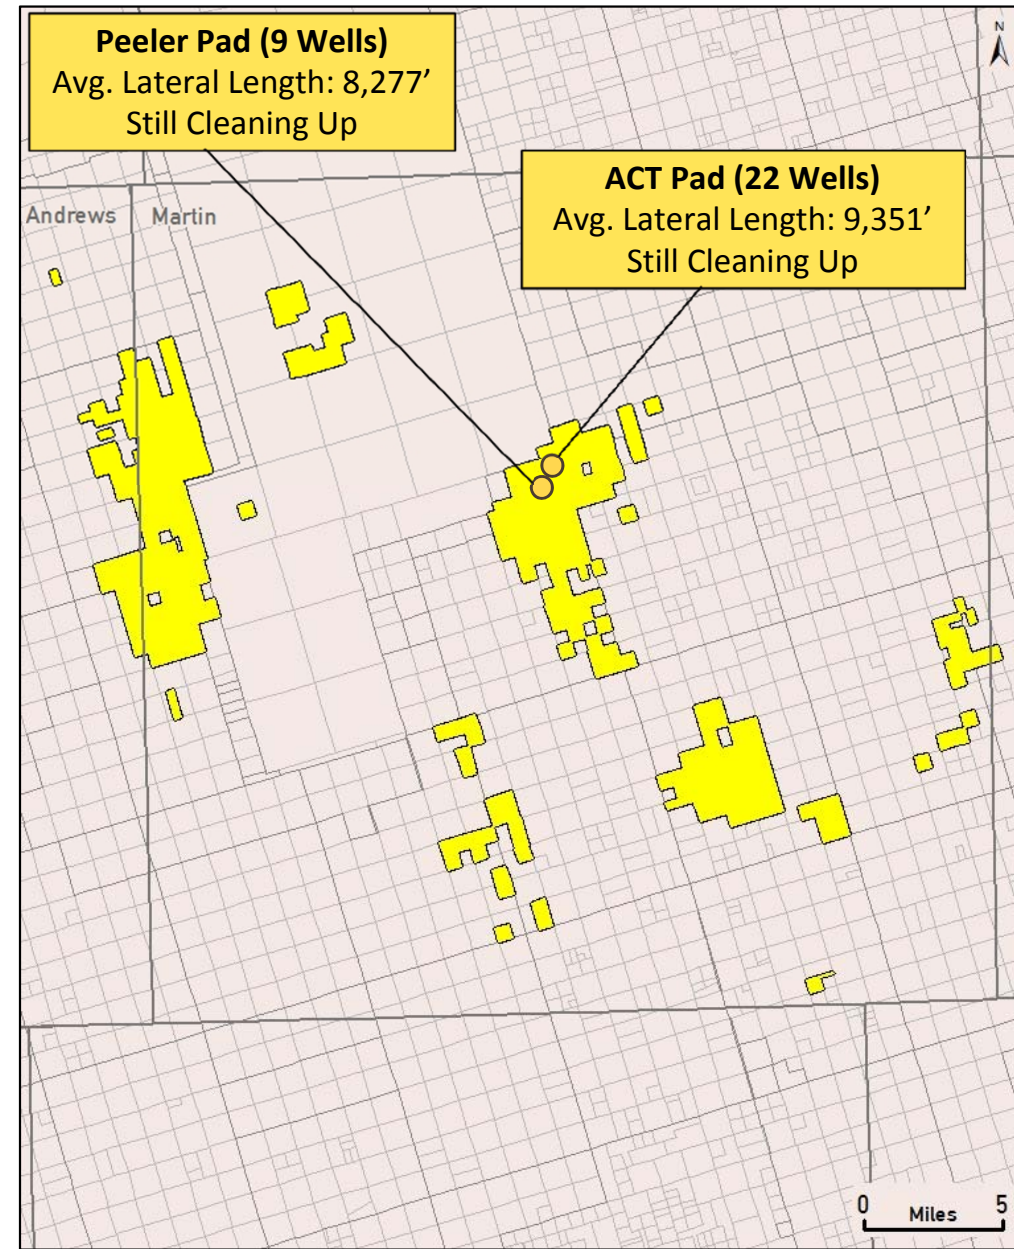 N
Peeler Pad (9 Wells)
Avg. Lateral Length: 8,277’
Still Cleaning Up
ACT Pad (22 Wells)
Avg. Lateral Length: 9,351’
Still Cleaning Up
Andrews Martin
0 Miles 5